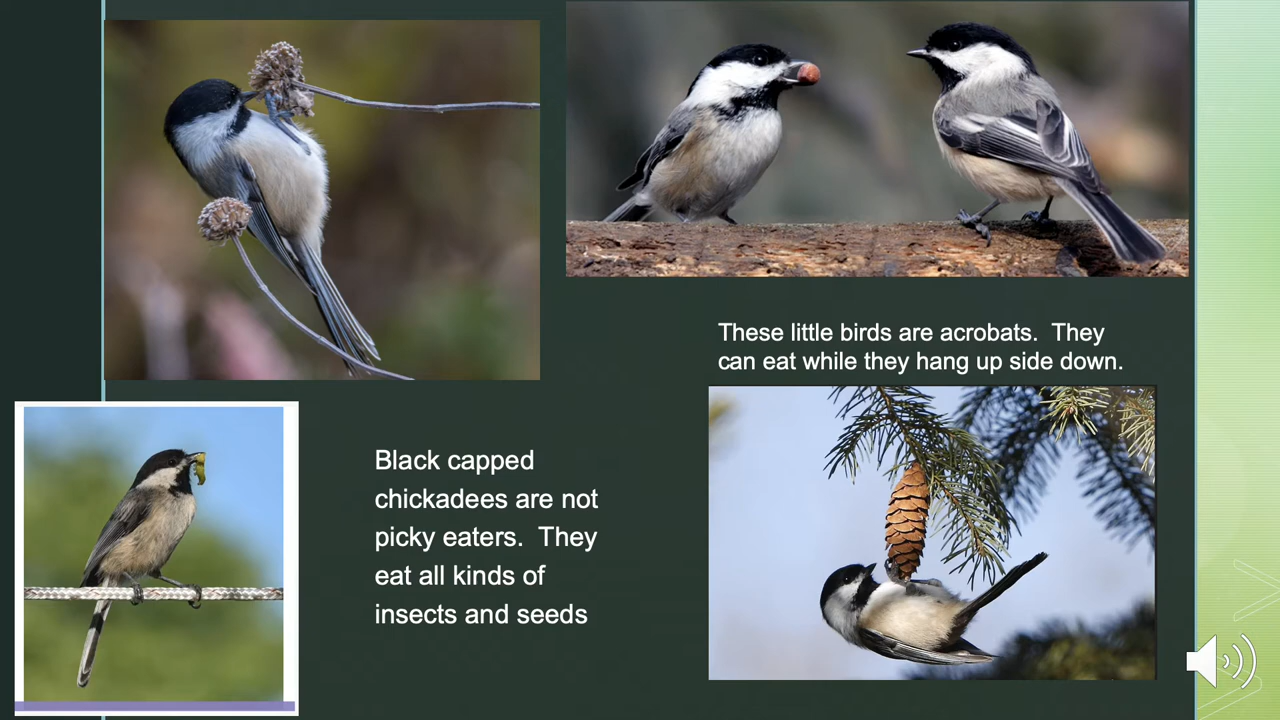 These little birds are acrobats.  They
can eat while they hang up side down.
Black capped
chickadees are not
picky eaters.  They
eat all kinds of
insects and seeds